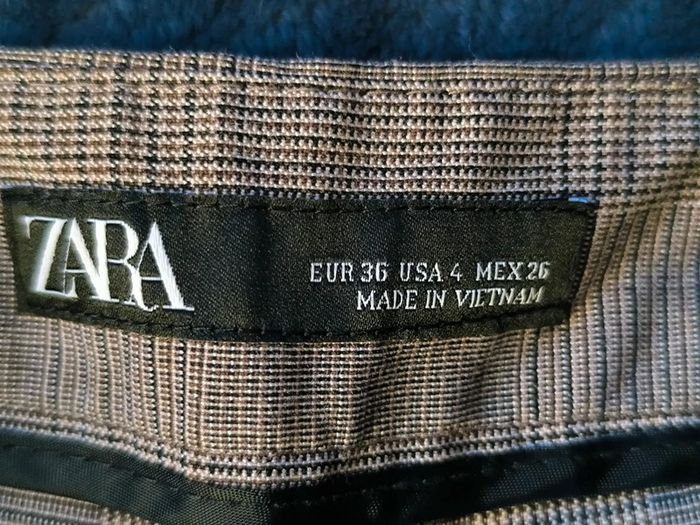 ZARA
EUR 36 USA 4 MEX 26
MADE IN VIETNAM